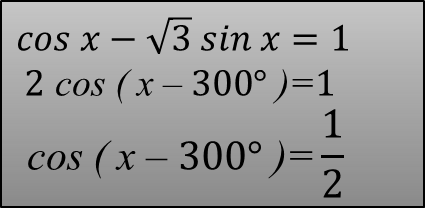 cos x − √3 sin x = 1
2 cos ( x – 300° )=1
cos ( x – 300° )=1/2